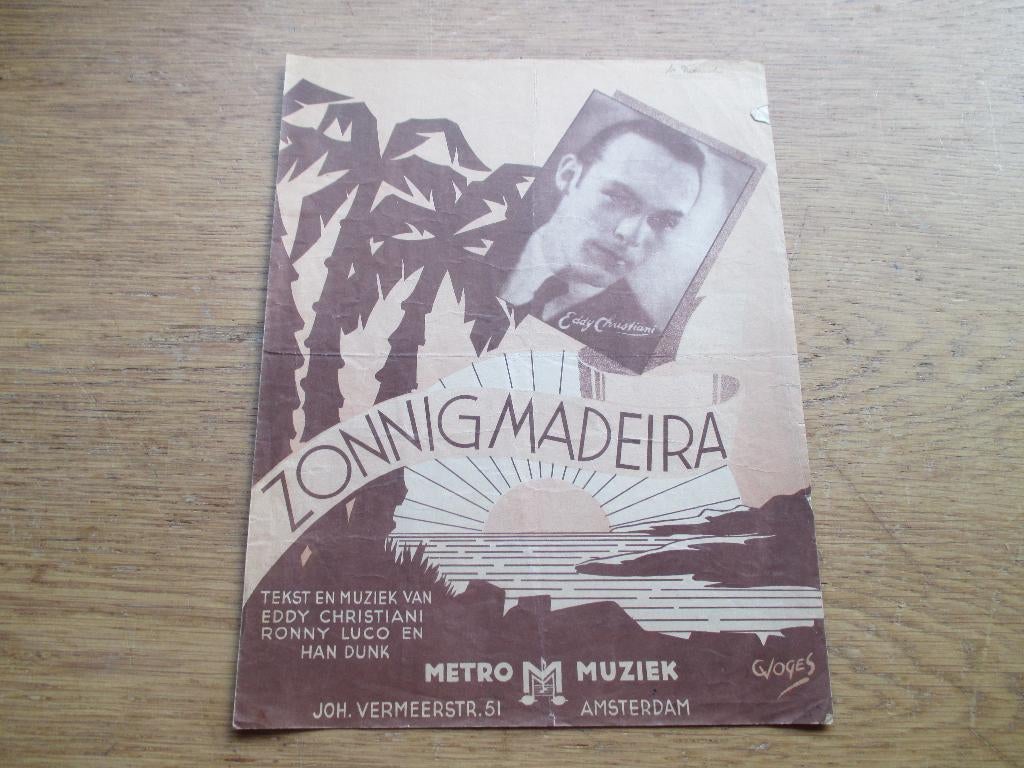 Eddy Christiani
ZONNIG MADEIRA
TEKST EN MUZIEK VAN
EDDY CHRISTIANI
RONNY LUCO EN
HAN DUNK
METRO M MUZIEK
JOH. VERMEERSTR. 51 AMSTERDAM
G.VOGES